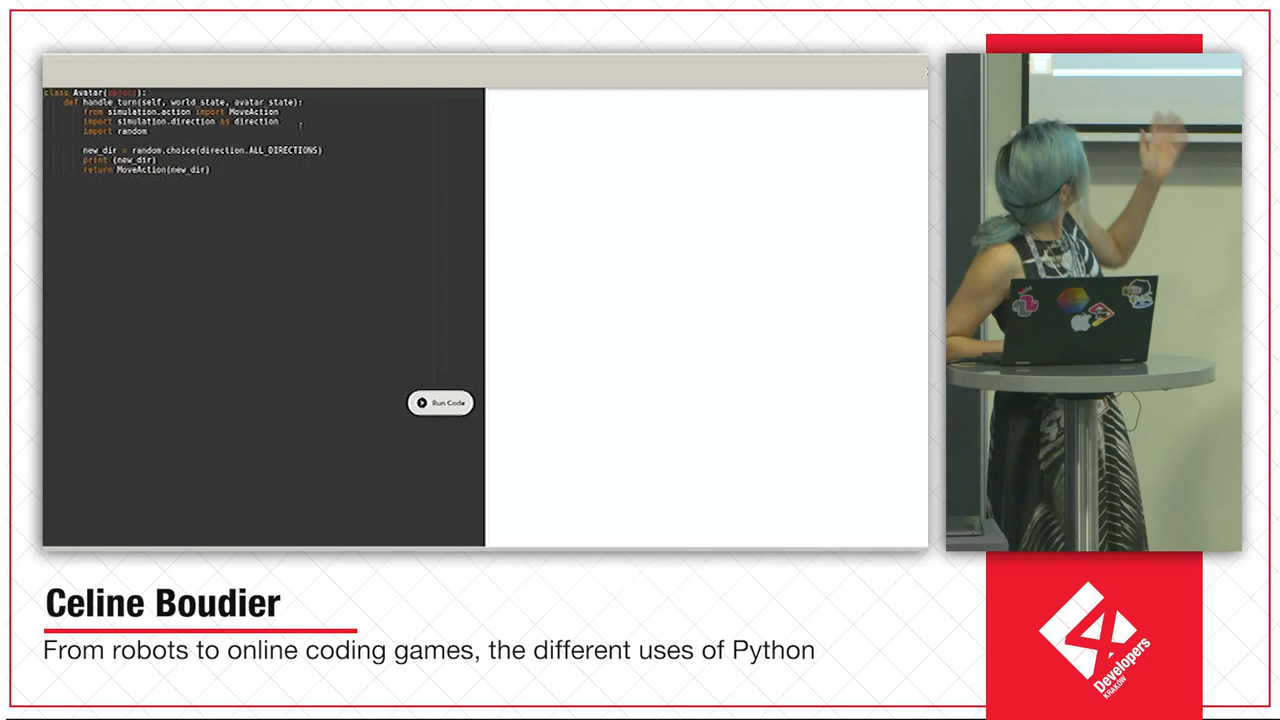 class Avatar(object):
def handle_turn(self, world_state, avatar_state):
from simulation.action import MoveAction
import simulation.direction as direction
import random
new_dir = random.choice(direction.ALL_DIRECTIONS)
print (new_dir)
return MoveAction(new_dir)
Run Code
Celine Boudier
From robots to online coding games, the different uses of Python
4
Developers
KRAKOW